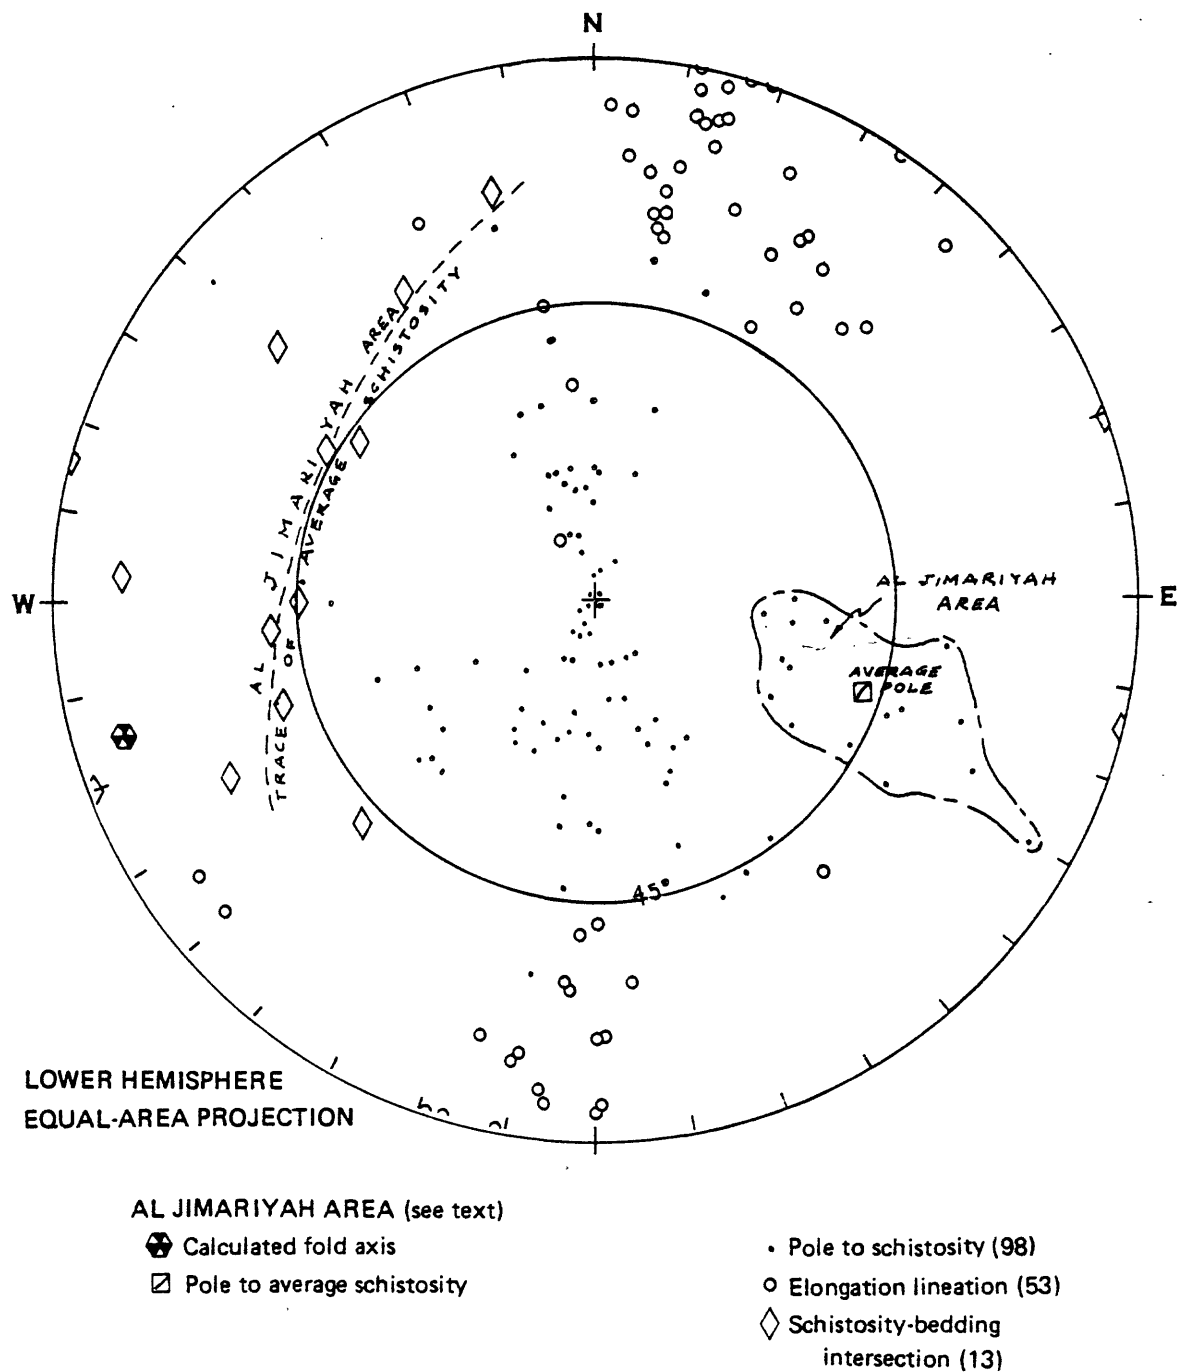 N
AL JIMARIYAH AREA
TRACE OF AVERAGE SCHISTOSITY
W
E
AL JIMARIYAH
AREA
AVERAGE
POLE
45°
LOWER HEMISPHERE
EQUAL-AREA PROJECTION
AL JIMARIYAH AREA (see text)
Calculated fold axis
Pole to average schistosity
Pole to schistosity (98)
Elongation lineation (53)
Schistosity-bedding
intersection (13)